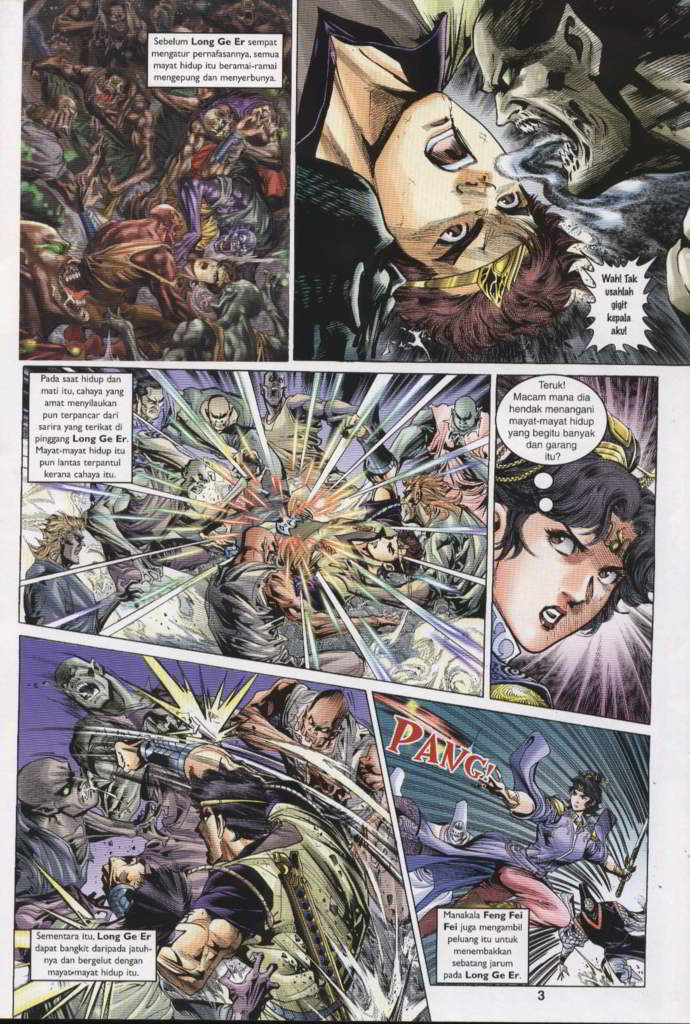 Sebelum Long Ge Er sempat
mengatur pernafasannya, semua
mayat hidup itu beramai-ramai
mengepung dan menyerbunya.
Wah! Tak
usahlah
gigit
kepala
aku!
Pada saat hidup dan
mati itu, cahaya yang
amat menyilaukan
pun terpancar dari
sarira yang terikat di
pinggang Long Ge Er.
Mayat-mayat hidup itu
pun lantas terpantul
kerana cahaya itu.
Teruk!
Macam mana dia
hendak menangani
mayat-mayat hidup
yang begitu banyak
dan garang
itu?
Sementara itu, Long Ge Er
dapat bangkit daripada jatuh-
nya dan bergelut dengan
mayat-mayat hidup itu.
PANG!
Manakala Feng Fei
Fei juga mengambil
peluang itu untuk
menembakkan
sebatang jarum
pada Long Ge Er.
3